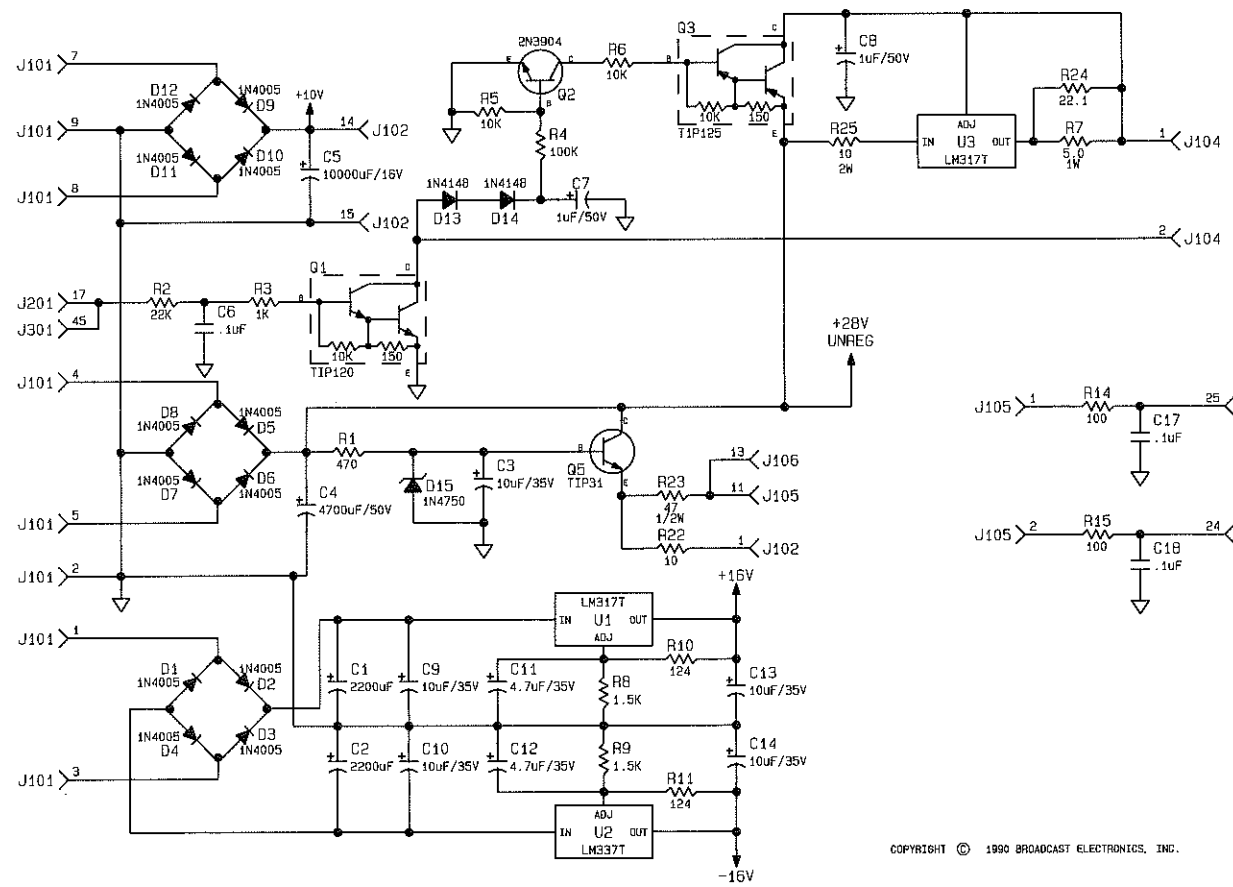 J101 7
D12
1N4005
1N4005
D9
+10V
J101 9
14 J102
1N4005
D11
D10
1N4005
C5
10000uF/16V
J101 8
15 J102
2N3904
E C
B
Q2
R5
10K
R4
100K
R6
10K
Q3
B
C
E
10K 150
TIP125
C8
1uF/50V
R25
10
2W
IN ADJ OUT
U3
LM317T
R24
22.1
R7
5.0
1W
1 J104
1N4148 1N4148
D13 D14
C7
1uF/50V
2 J104
J201 17
J301 45
R2
22K
C6
.1uF
R3
1K
Q1
B
E
10K 150
TIP120
+28V
UNREG
J101 4
D8
1N4005
1N4005
D5
1N4005
D7
D6
1N4005
J101 5
R1
470
C4
4700uF/50V
D15
1N4750
C3
10uF/35V
B
C
E
Q5
TIP31
R23
47
1/2W
13 J106
11 J105
R22
10
1 J102
J105 1
R14
100
25
C17
.1uF
J105 2
R15
100
24
C18
.1uF
J101 2
J101 1
D1
1N4005
1N4005
D2
1N4005
D4
D3
1N4005
J101 3
C1
2200uF
C9
10uF/35V
C11
4.7uF/35V
LM317T
IN U1 OUT
ADJ
R10
124
R8
1.5K
+16V
C13
10uF/35V
C2
2200uF
C10
10uF/35V
C12
4.7uF/35V
R9
1.5K
R11
124
C14
10uF/35V
ADJ
IN U2 OUT
LM337T
-16V
COPYRIGHT © 1990 BROADCAST ELECTRONICS, INC.